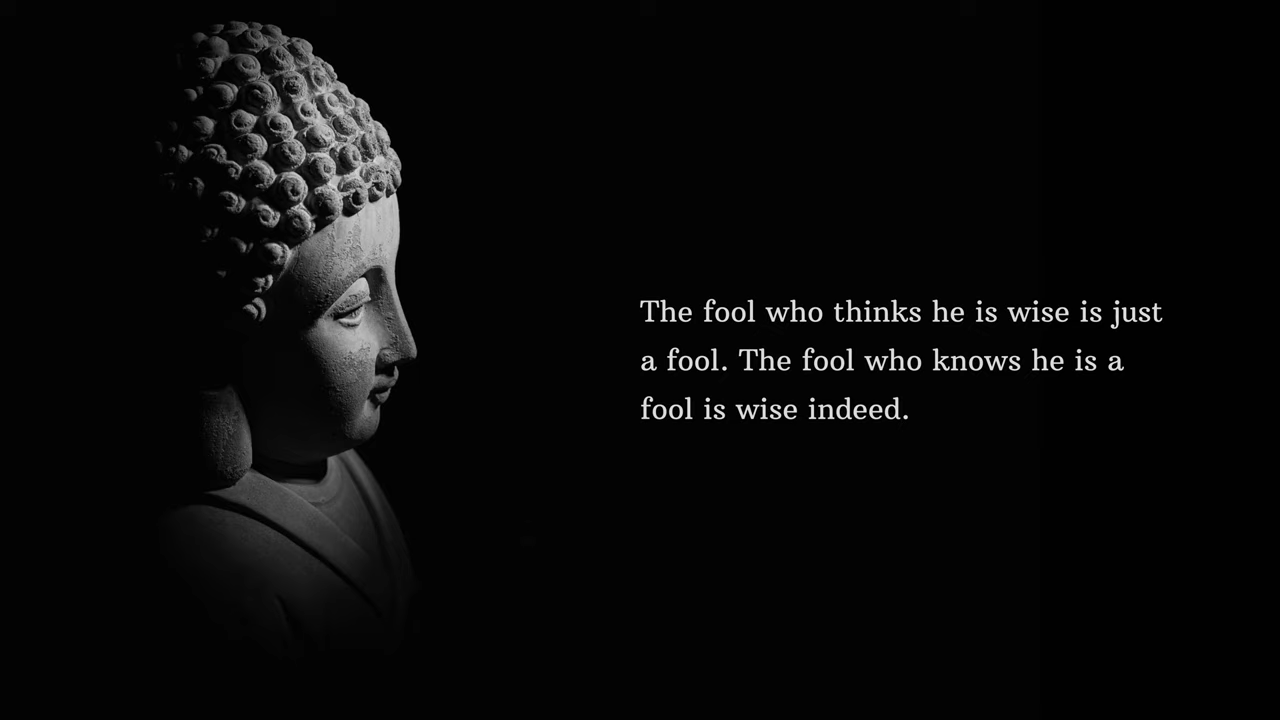 The fool who thinks he is wise is just
a fool. The fool who knows he is a
fool is wise indeed.